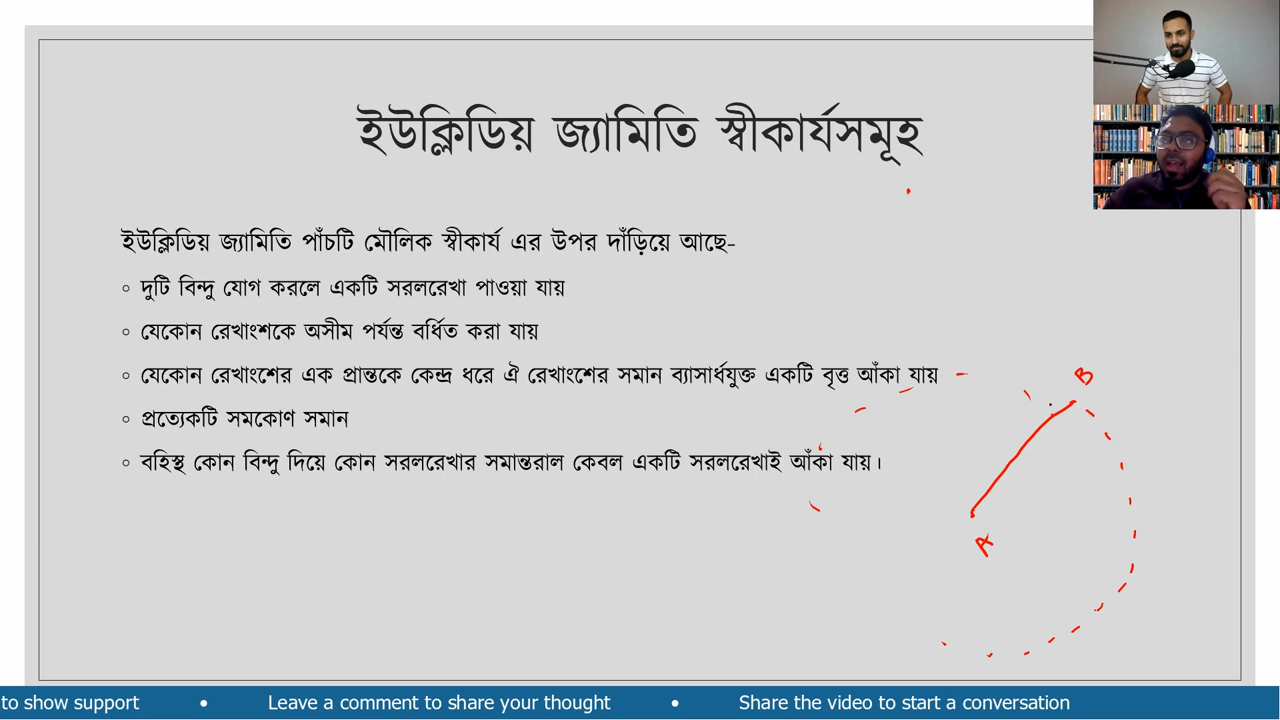 ইউক্লিডিয় জ্যামিতি স্বীকার্যসমূহ
ইউক্লিডিয় জ্যামিতি পাঁচটি মৌলিক স্বীকার্য এর উপর দাঁড়িয়ে আছে-
◦ দুটি বিন্দু যোগ করলে একটি সরলরেখা পাওয়া যায়
◦ যেকোন রেখাংশকে অসীম পর্যন্ত বর্ধিত করা যায়
◦ যেকোন রেখাংশের এক প্রান্তকে কেন্দ্র ধরে ঐ রেখাংশের সমান ব্যাসার্ধযুক্ত একটি বৃত্ত আঁকা যায়
◦ প্রত্যেকটি সমকোণ সমান
◦ বহিস্থ কোন বিন্দু দিয়ে কোন সরলরেখার সমান্তরাল কেবল একটি সরলরেখাই আঁকা যায়।
B
A
to show support • Leave a comment to share your thought • Share the video to start a conversation